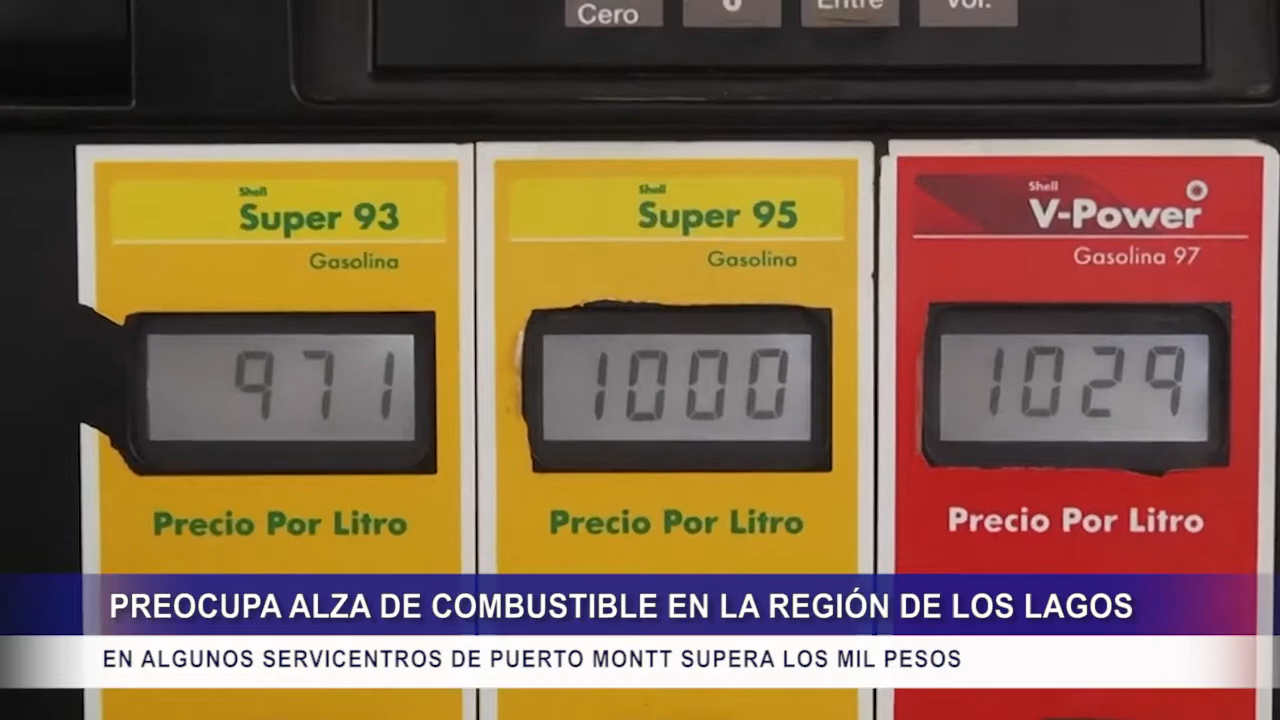 Cero
6
Entre
Vol.
Shell
Super 93
Gasolina
971
Precio Por Litro
Shell
Super 95
Gasolina
1000
Precio Por Litro
Shell
V-Power
Gasolina 97
1029
Precio Por Litro
PREOCUPA ALZA DE COMBUSTIBLE EN LA REGIÓN DE LOS LAGOS
EN ALGUNOS SERVICENTROS DE PUERTO MONTT SUPERA LOS MIL PESOS